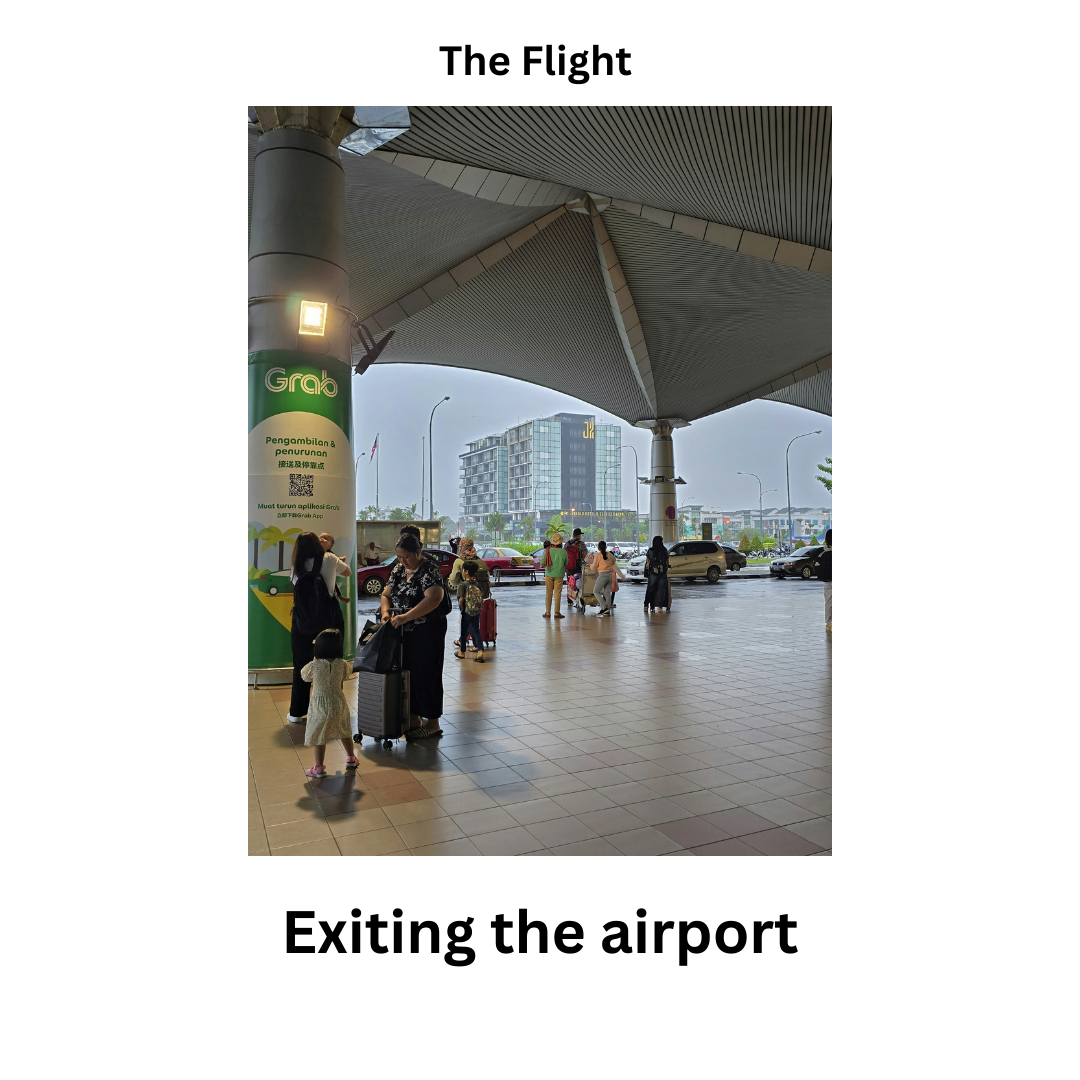 The Flight
Grab
Pengambilan &
penurunan
接送及停靠点
Muat turun aplikasi Grab
立即下载Grab App
Exiting the airport